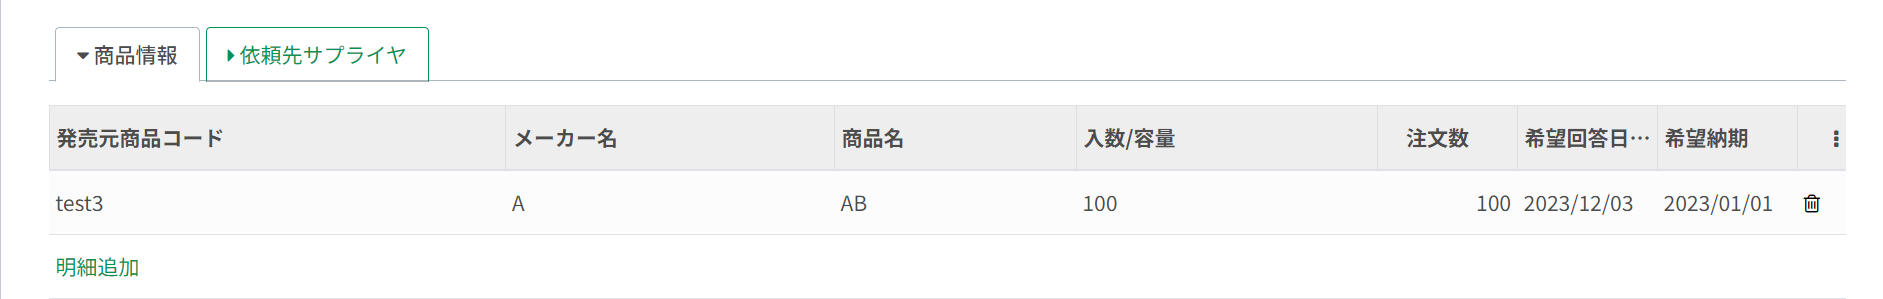 商品情報 依頼先サプライヤ
発売元商品コード メーカー名 商品名 入数/容量 注文数 希望回答日… 希望納期
test3 A AB 100 100 2023/12/03 2023/01/01
明細追加